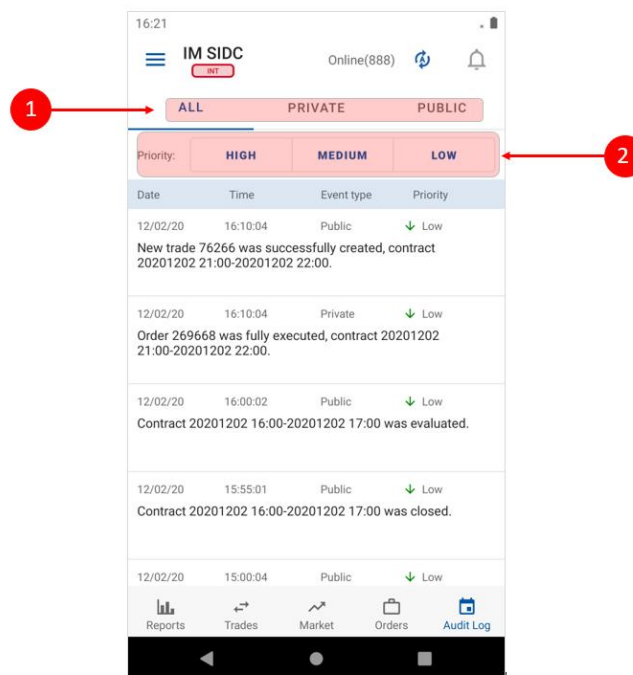 16:21
IM SIDC
INT
Online(888)
1
ALL PRIVATE PUBLIC
Priority: HIGH MEDIUM LOW
2
Date Time Event type Priority
12/02/20 16:10:04 Public Low
New trade 76266 was successfully created, contract
20201202 21:00-20201202 22:00.
12/02/20 16:10:04 Private Low
Order 269668 was fully executed, contract 20201202
21:00-20201202 22:00.
12/02/20 16:00:02 Public Low
Contract 20201202 16:00-20201202 17:00 was evaluated.
12/02/20 15:55:01 Public Low
Contract 20201202 16:00-20201202 17:00 was closed.
12/02/20 15:00:04 Public Low
Reports Trades Market Orders Audit Log